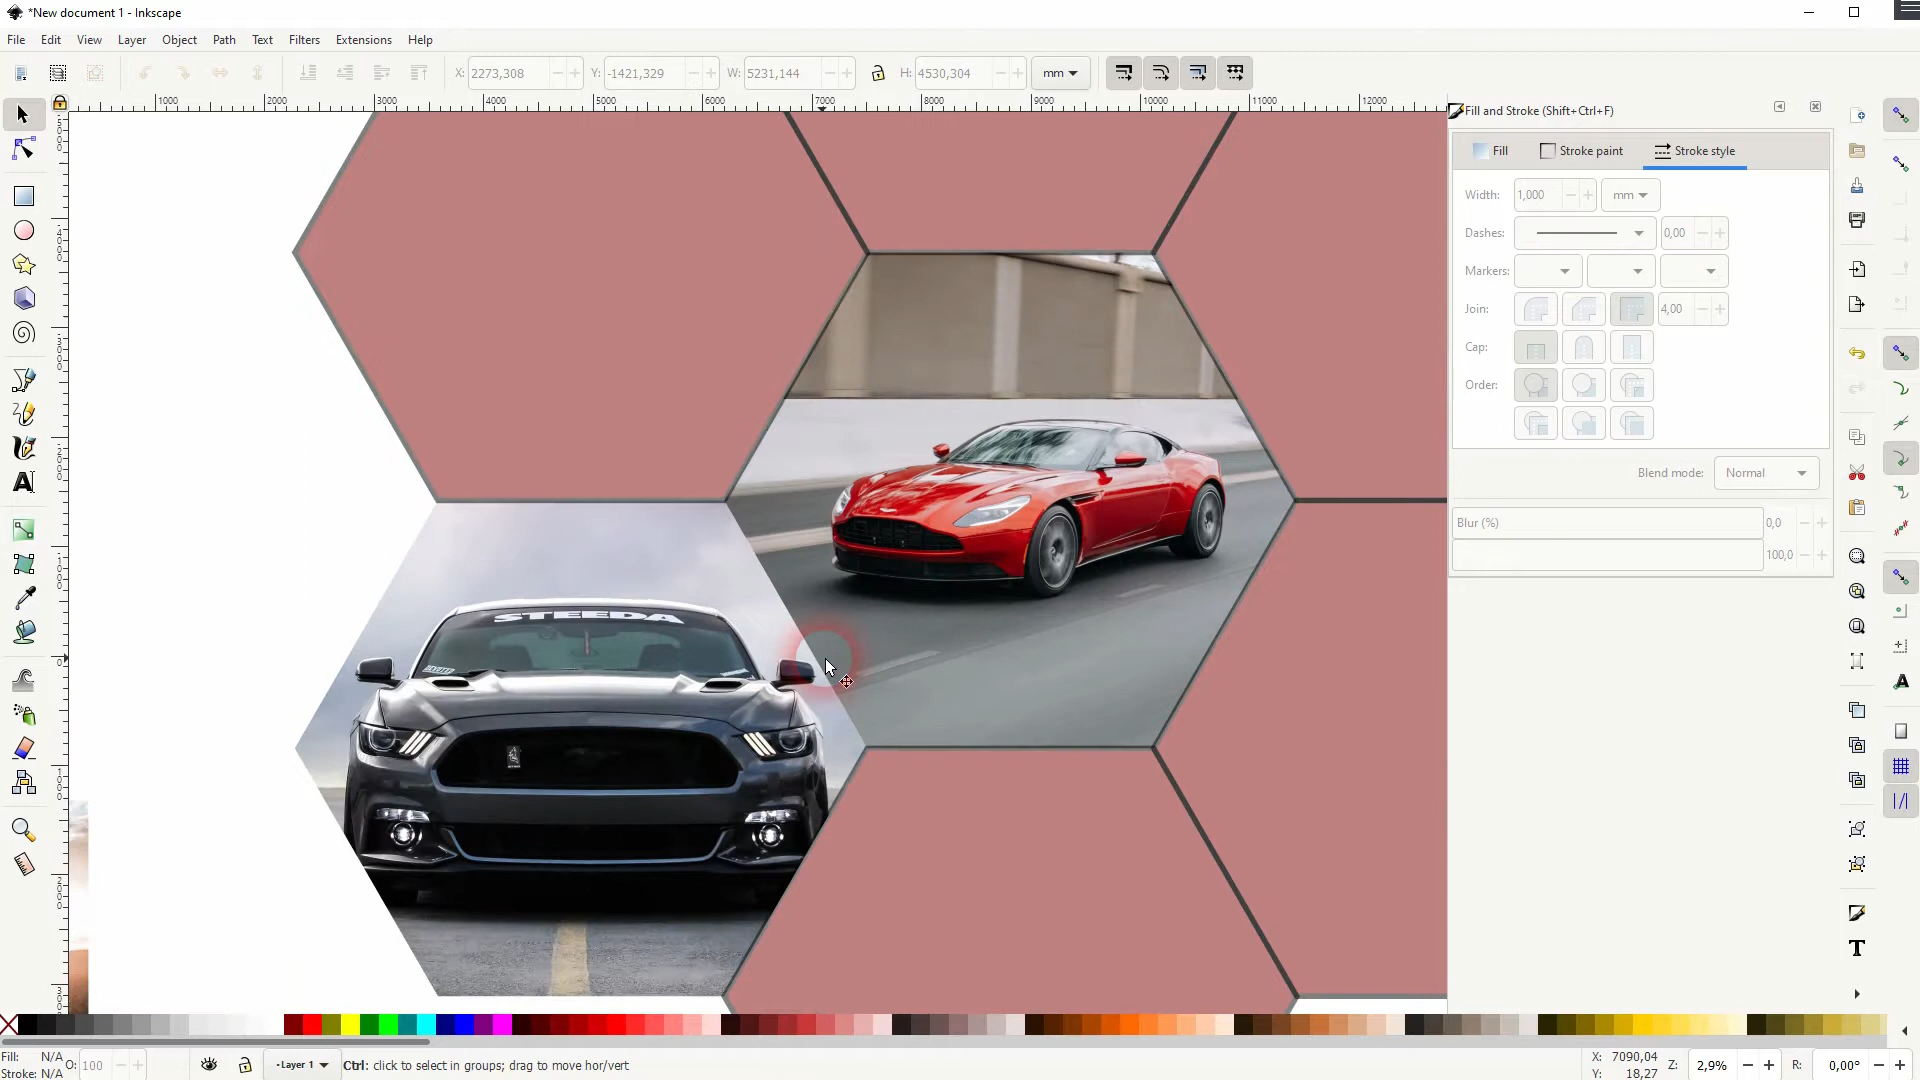 *New document 1 - Inkscape
File Edit View Layer Object Path Text Filters Extensions Help
X: 2273,308 Y: -1421,329 W: 5231,144 H: 4530,304 mm
1000 2000 3000 4000 5000 6000 7000 8000 9000 10000 11000 12000
Fill and Stroke (Shift+Ctrl+F)
Fill Stroke paint Stroke style
Width: 1,000 mm
Dashes: 0,00
Markers:
Join: 4,00
Cap:
Order:
Blend mode: Normal
Blur (%) 0,0
100,0
STEEDA
Fill: N/A O: 100 Layer 1 Ctrl: click to select in groups; drag to move hor/vert X: 7090,04 Z: 2,9% R: 0,00°
Stroke: N/A Y: 18,27